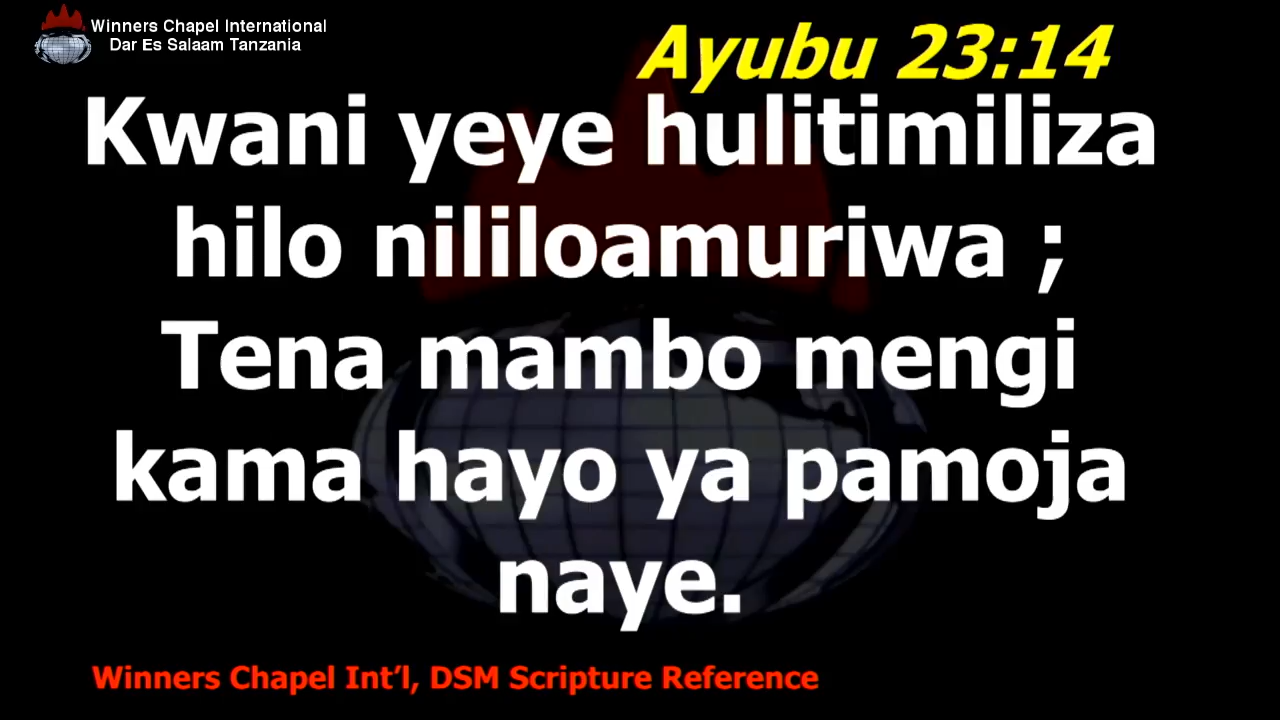 Winners Chapel International
Dar Es Salaam Tanzania
Ayubu 23:14
Kwani yeye hulitimiliza
hilo nililoamuriwa ;
Tena mambo mengi
kama hayo ya pamoja
naye.
Winners Chapel Int’l, DSM Scripture Reference